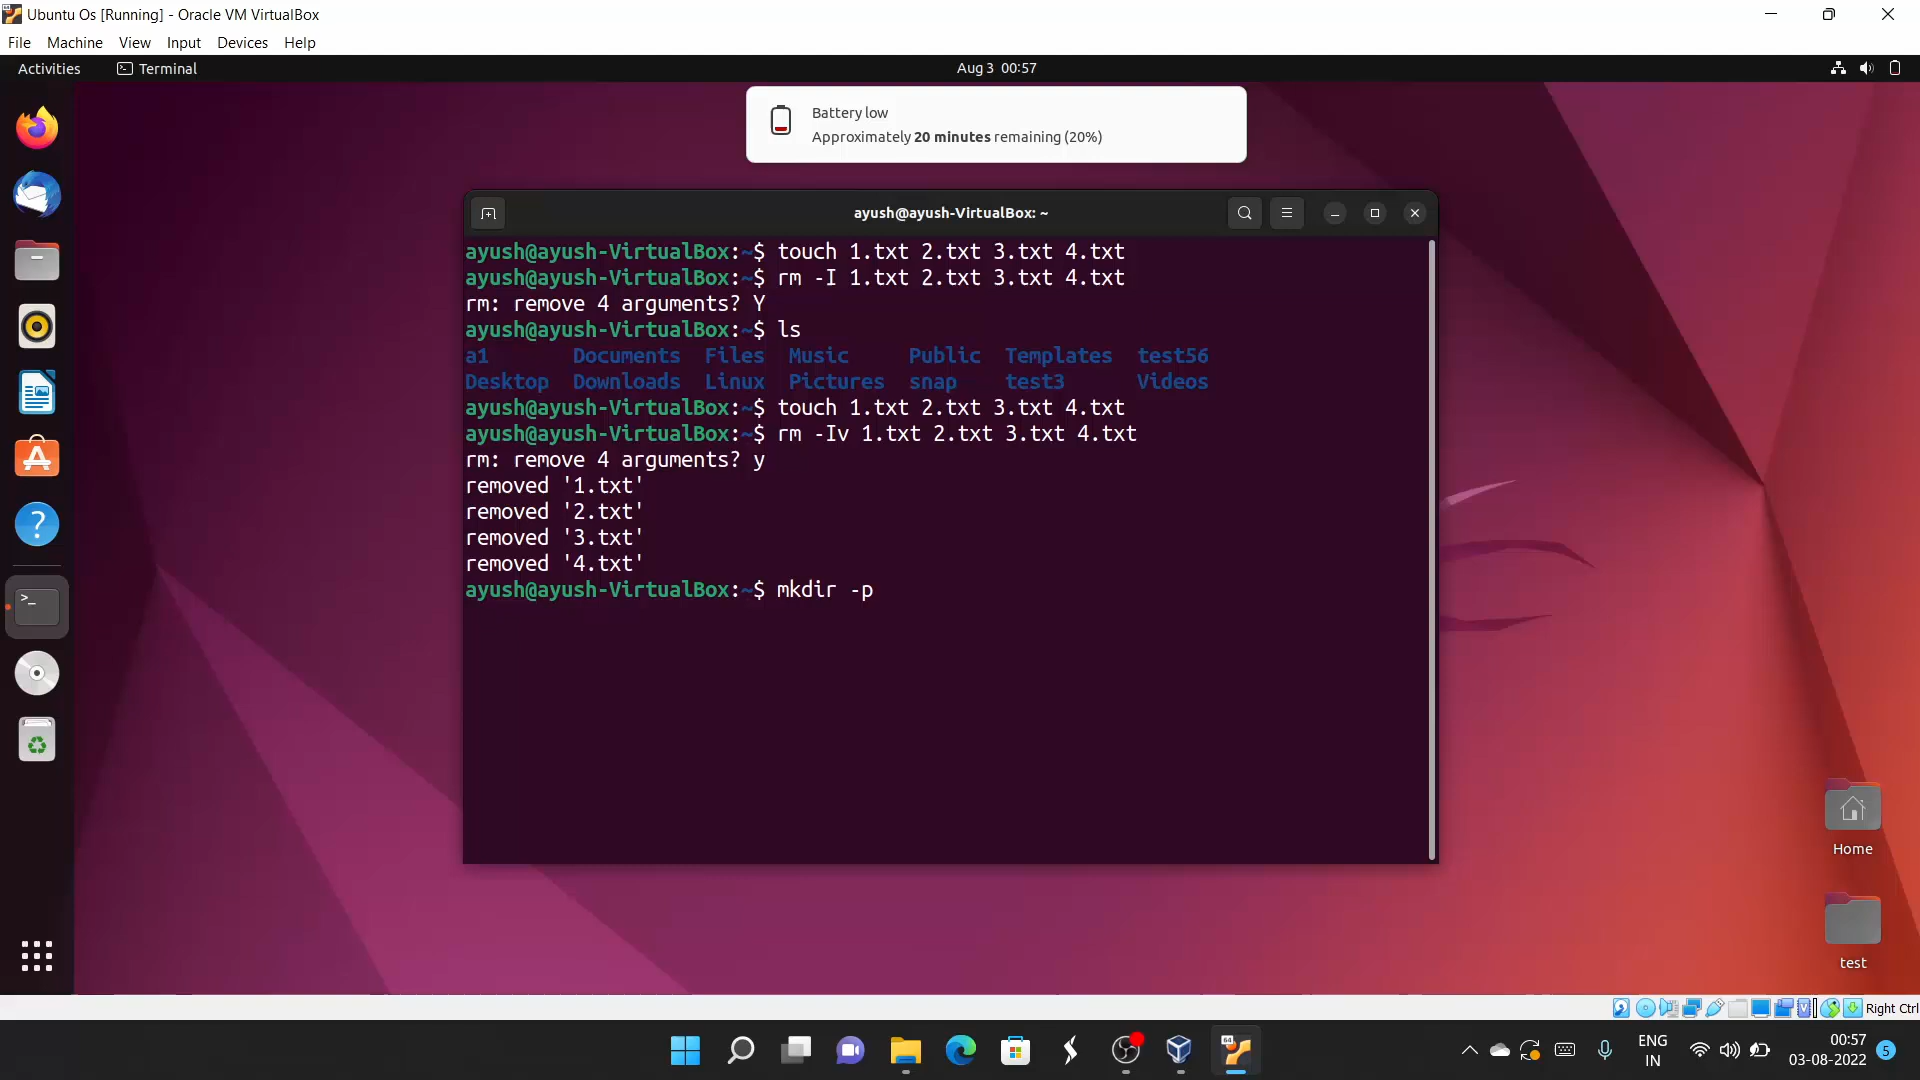 Ubuntu Os [Running] - Oracle VM VirtualBox
File Machine View Input Devices Help
Activities Terminal Aug 3 00:57
Battery low
Approximately 20 minutes remaining (20%)
ayush@ayush-VirtualBox: ~
ayush@ayush-VirtualBox:~$ touch 1.txt 2.txt 3.txt 4.txt
ayush@ayush-VirtualBox:~$ rm -I 1.txt 2.txt 3.txt 4.txt
rm: remove 4 arguments? Y
ayush@ayush-VirtualBox:~$ ls
a1 Documents Files Music Public Templates test56
Desktop Downloads Linux Pictures snap test3 Videos
ayush@ayush-VirtualBox:~$ touch 1.txt 2.txt 3.txt 4.txt
ayush@ayush-VirtualBox:~$ rm -Iv 1.txt 2.txt 3.txt 4.txt
rm: remove 4 arguments? y
removed '1.txt'
removed '2.txt'
removed '3.txt'
removed '4.txt'
ayush@ayush-VirtualBox:~$ mkdir -p
Home
test
Right Ctrl
ENG
IN
00:57
03-08-2022
5